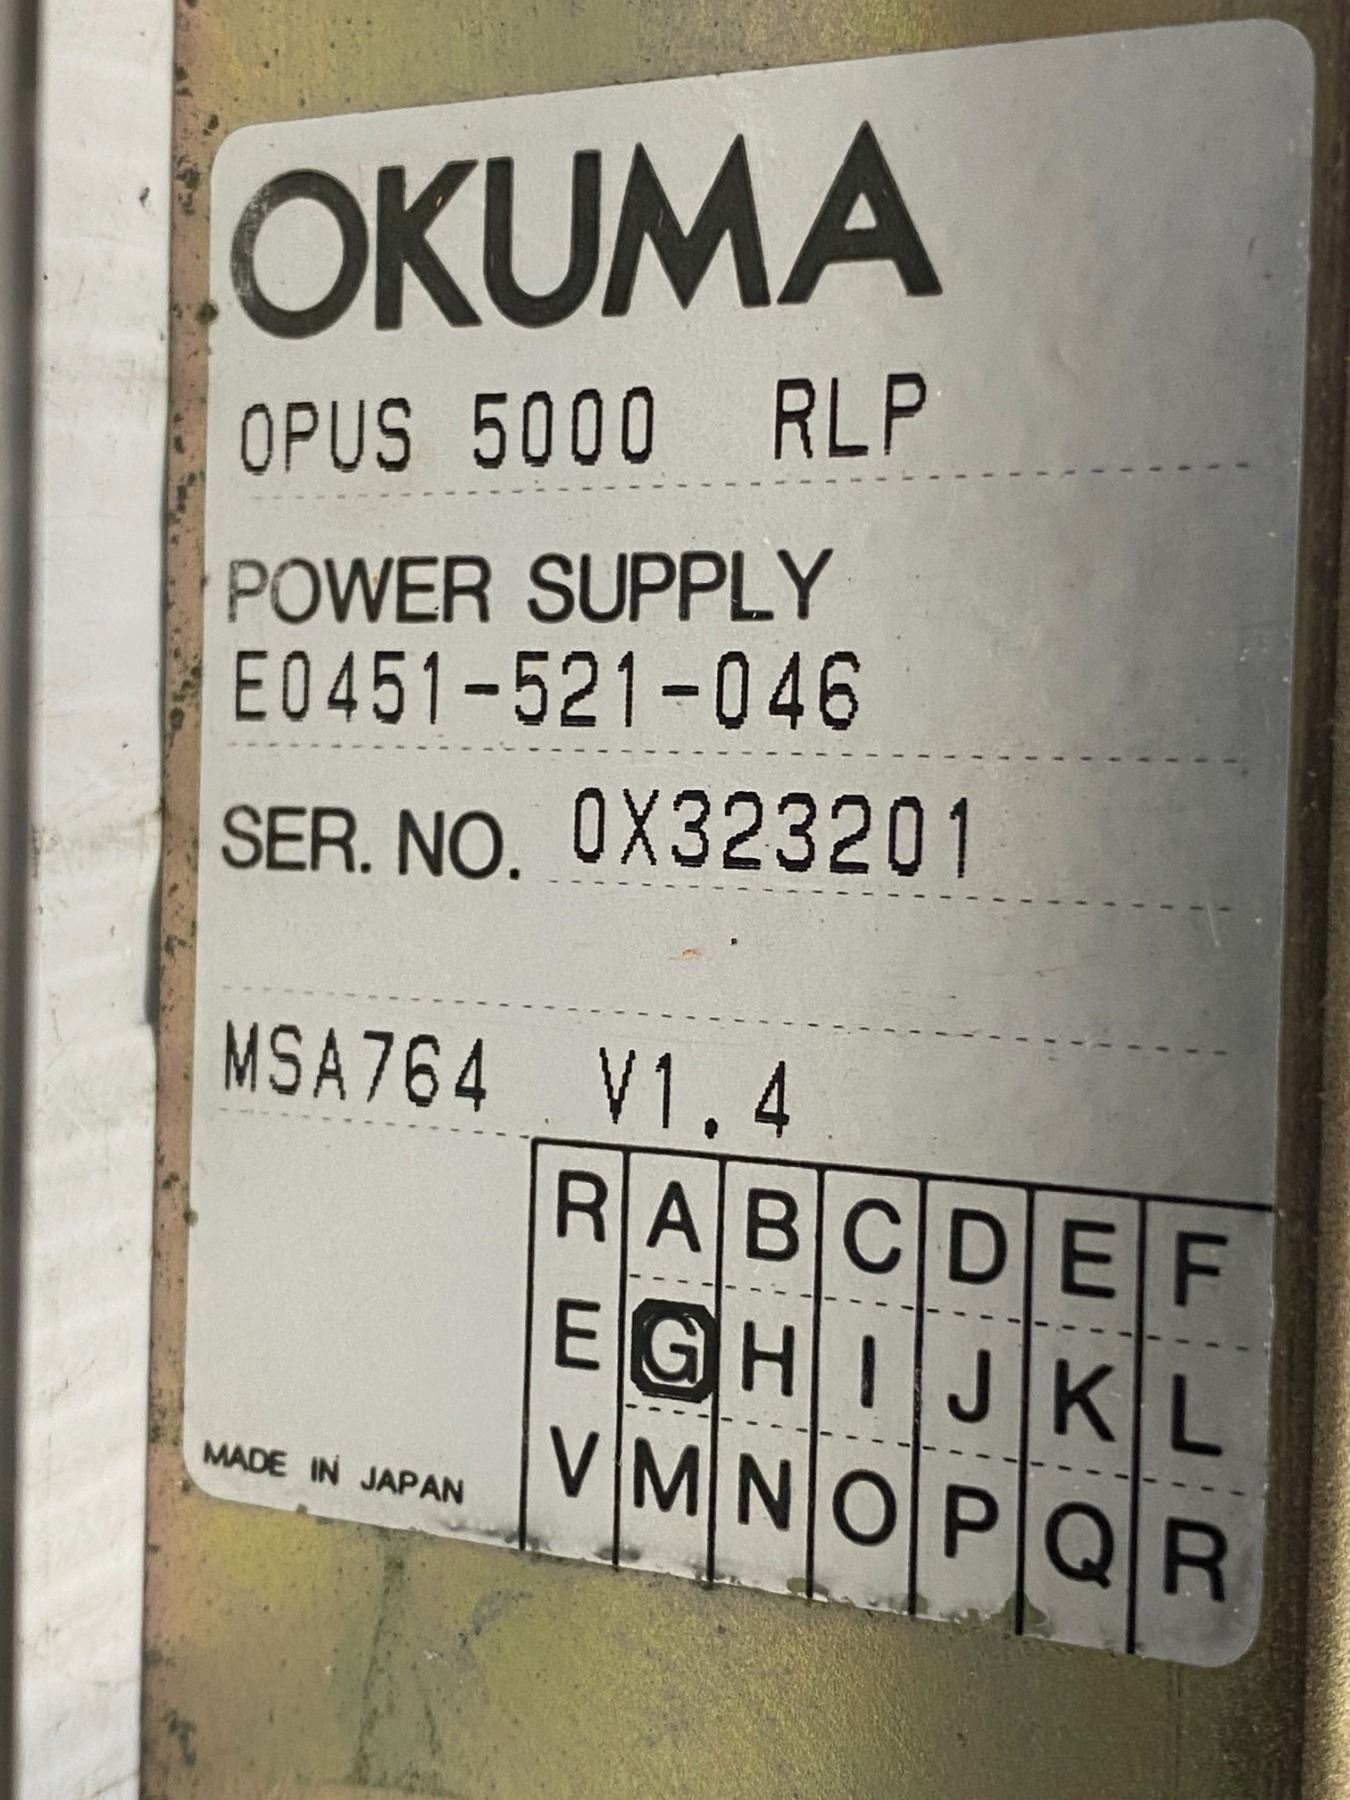 OKUMA
OPUS 5000 RLP
POWER SUPPLY
E0451-521-046
SER. NO. 0X323201
MSA764 V1.4
R A B C D E F
E G H I J K L
V M N O P Q R
MADE IN JAPAN